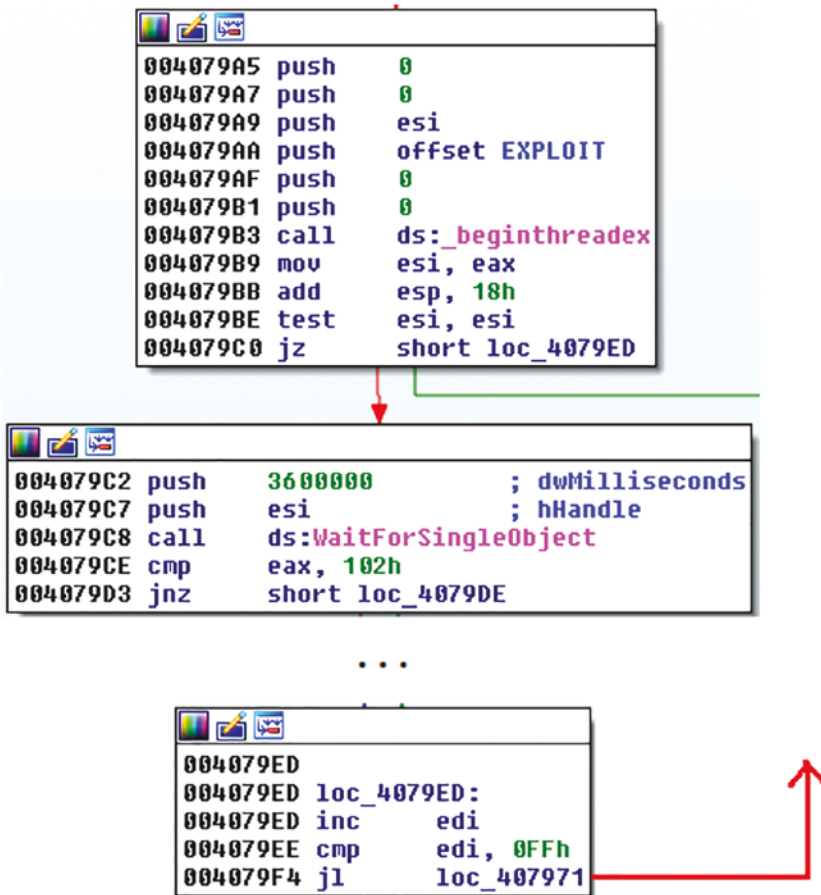 004079A5 push 0
004079A7 push 0
004079A9 push esi
004079AA push offset EXPLOIT
004079AF push 0
004079B1 push 0
004079B3 call ds:_beginthreadex
004079B9 mov esi, eax
004079BB add esp, 18h
004079BE test esi, esi
004079C0 jz short loc_4079ED
004079C2 push 3600000 ; dwMilliseconds
004079C7 push esi ; hHandle
004079C8 call ds:WaitForSingleObject
004079CE cmp eax, 102h
004079D3 jnz short loc_4079DE
...
004079ED
004079ED loc_4079ED:
004079ED inc edi
004079EE cmp edi, 0FFh
004079F4 jl loc_407971